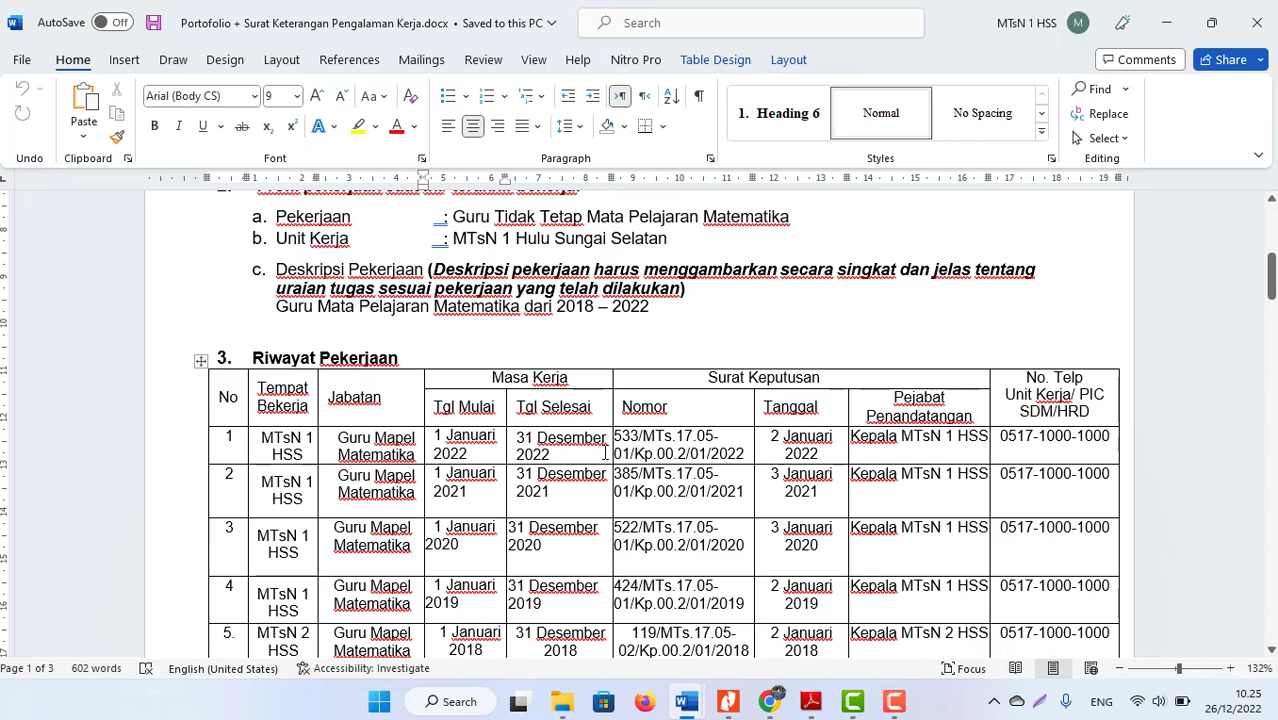 AutoSave Off Portofolio + Surat Keterangan Pengalaman Kerja.docx • Saved to this PC Search MTsN 1 HSS M
File Home Insert Draw Design Layout References Mailings Review View Help Nitro Pro Table Design Layout Comments Share
Paste Arial (Body CS) 9 Aa 1. Heading 6 Normal No Spacing Find
Replace
Select
Undo Clipboard Font Paragraph Styles Editing
a. Pekerjaan : Guru Tidak Tetap Mata Pelajaran Matematika
b. Unit Kerja : MTsN 1 Hulu Sungai Selatan
c. Deskripsi Pekerjaan (Deskripsi pekerjaan harus menggambarkan secara singkat dan jelas tentang
uraian tugas sesuai pekerjaan yang telah dilakukan)
Guru Mata Pelajaran Matematika dari 2018 – 2022
3. Riwayat Pekerjaan
No Tempat Bekerja Jabatan Masa Kerja Surat Keputusan No. Telp Unit Kerja/ PIC SDM/HRD
Tgl Mulai Tgl Selesai Nomor Tanggal Pejabat Penandatangan
1 MTsN 1 HSS Guru Mapel Matematika 1 Januari 2022 31 Desember 2022 533/MTs.17.05-01/Kp.00.2/01/2022 2 Januari 2022 Kepala MTsN 1 HSS 0517-1000-1000
2 MTsN 1 HSS Guru Mapel Matematika 1 Januari 2021 31 Desember 2021 385/MTs.17.05-01/Kp.00.2/01/2021 3 Januari 2021 Kepala MTsN 1 HSS 0517-1000-1000
3 MTsN 1 HSS Guru Mapel Matematika 1 Januari 2020 31 Desember 2020 522/MTs.17.05-01/Kp.00.2/01/2020 3 Januari 2020 Kepala MTsN 1 HSS 0517-1000-1000
4 MTsN 1 HSS Guru Mapel Matematika 1 Januari 2019 31 Desember 2019 424/MTs.17.05-01/Kp.00.2/01/2019 2 Januari 2019 Kepala MTsN 1 HSS 0517-1000-1000
5. MTsN 2 HSS Guru Mapel Matematika 1 Januari 2018 31 Desember 2018 119/MTs.17.05-02/Kp.00.2/01/2018 2 Januari 2018 Kepala MTsN 2 HSS 0517-1000-1000
Page 1 of 3 602 words English (United States) Accessibility: Investigate Focus 132%
Search ENG 10.25
26/12/2022